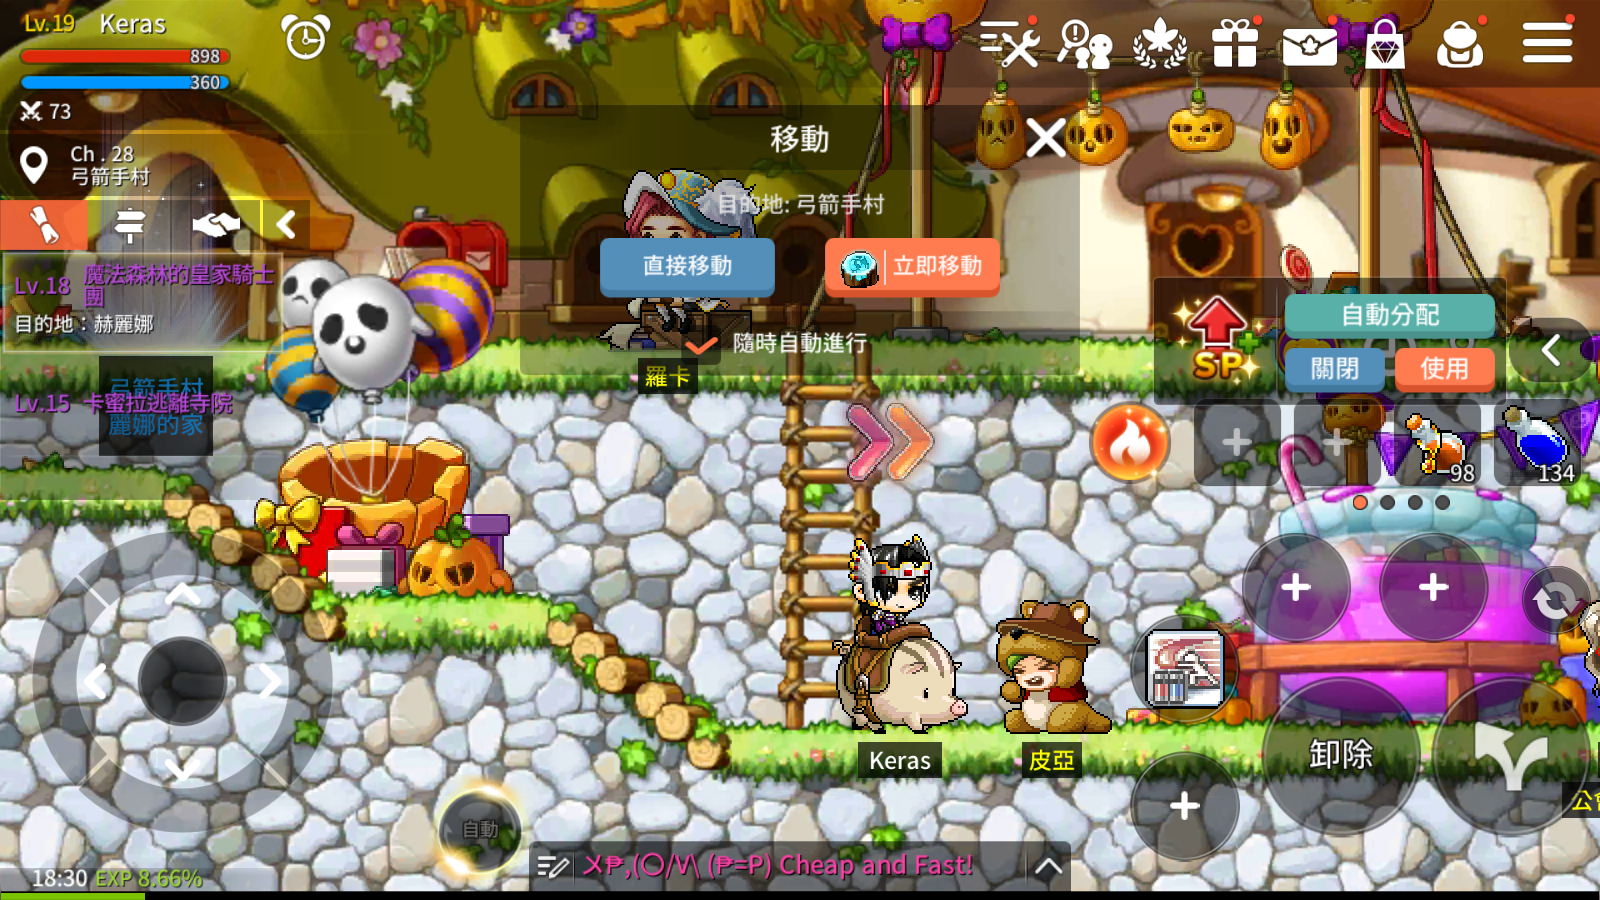 Lv.19 Keras
898
360
73
Ch . 28
弓箭手村
移動
目的地: 弓箭手村
直接移動
立即移動
隨時自動進行
羅卡
Lv.18 魔法森林的皇家騎士
團
目的地：赫麗娜
弓箭手村
Lv.15 卡蜜拉逃離寺院
麗娜的家
SP
自動分配
關閉
使用
98
134
Keras
皮亞
卸除
公會
自動
18:30 EXP 8.66%
Cheap and Fast!